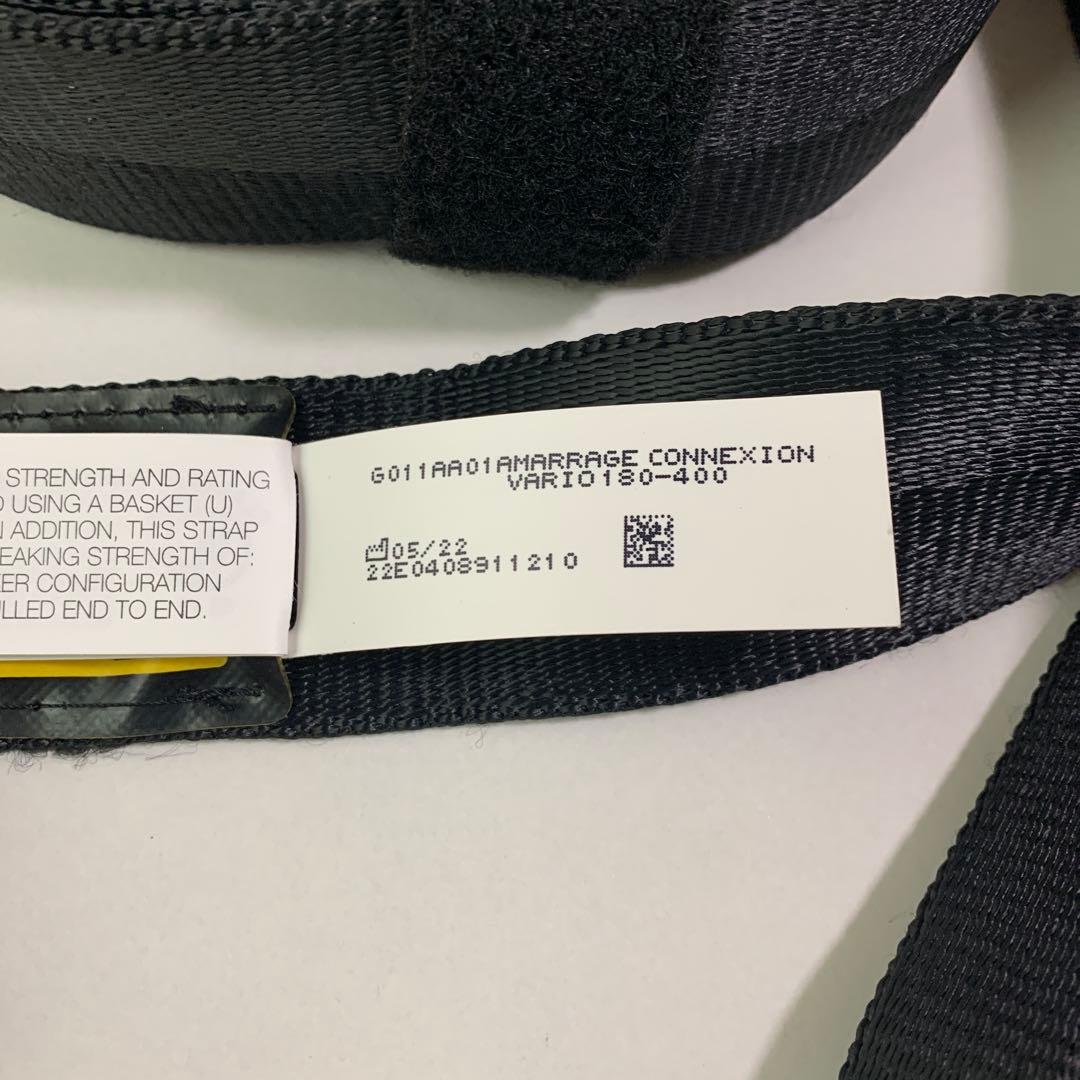 STRENGTH AND RATING
USING A BASKET (U)
ADDITION, THIS STRAP
EAKING STRENGTH OF:
ER CONFIGURATION
LLED END TO END.
G011AA01AMARRAGE CONNEXION
VARIO180-400
05/22
22E0408911210